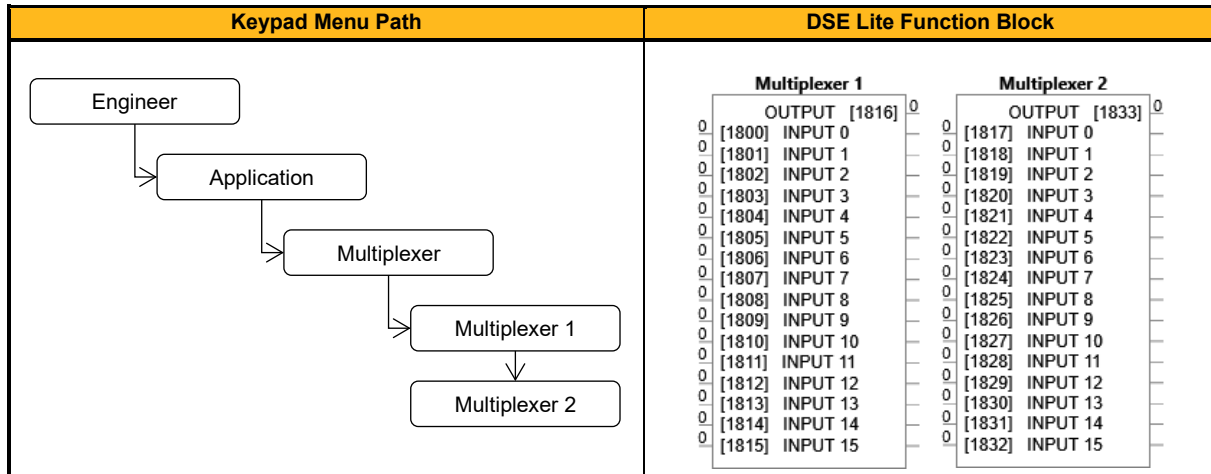 Keypad Menu Path
DSE Lite Function Block
Engineer
Application
Multiplexer
Multiplexer 1
Multiplexer 2
Multiplexer 1
OUTPUT [1816] 0
0 [1800] INPUT 0
0 [1801] INPUT 1
0 [1802] INPUT 2
0 [1803] INPUT 3
0 [1804] INPUT 4
0 [1805] INPUT 5
0 [1806] INPUT 6
0 [1807] INPUT 7
0 [1808] INPUT 8
0 [1809] INPUT 9
0 [1810] INPUT 10
0 [1811] INPUT 11
0 [1812] INPUT 12
0 [1813] INPUT 13
0 [1814] INPUT 14
0 [1815] INPUT 15
Multiplexer 2
OUTPUT [1833] 0
0 [1817] INPUT 0
0 [1818] INPUT 1
0 [1819] INPUT 2
0 [1820] INPUT 3
0 [1821] INPUT 4
0 [1822] INPUT 5
0 [1823] INPUT 6
0 [1824] INPUT 7
0 [1825] INPUT 8
0 [1826] INPUT 9
0 [1827] INPUT 10
0 [1828] INPUT 11
0 [1829] INPUT 12
0 [1830] INPUT 13
0 [1831] INPUT 14
0 [1832] INPUT 15